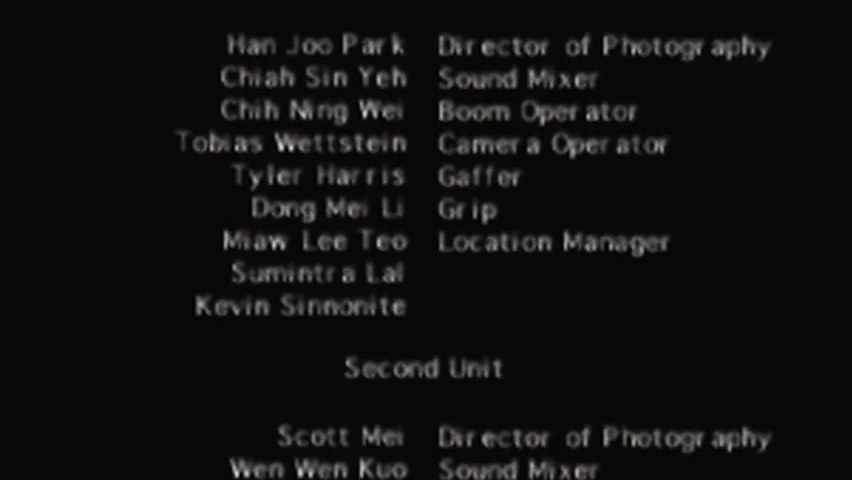 Han Joo Park Director of Photography
Chiah Sin Yeh Sound Mixer
Chih Ning Wei Boom Operator
Tobias Wettstein Camera Operator
Tyler Harris Gaffer
Dong Mei Li Grip
Miaw Lee Teo Location Manager
Sumintra Lal
Kevin Sinnonite
Second Unit
Scott Mei Director of Photography
Wen Wen Kuo Sound Mixer